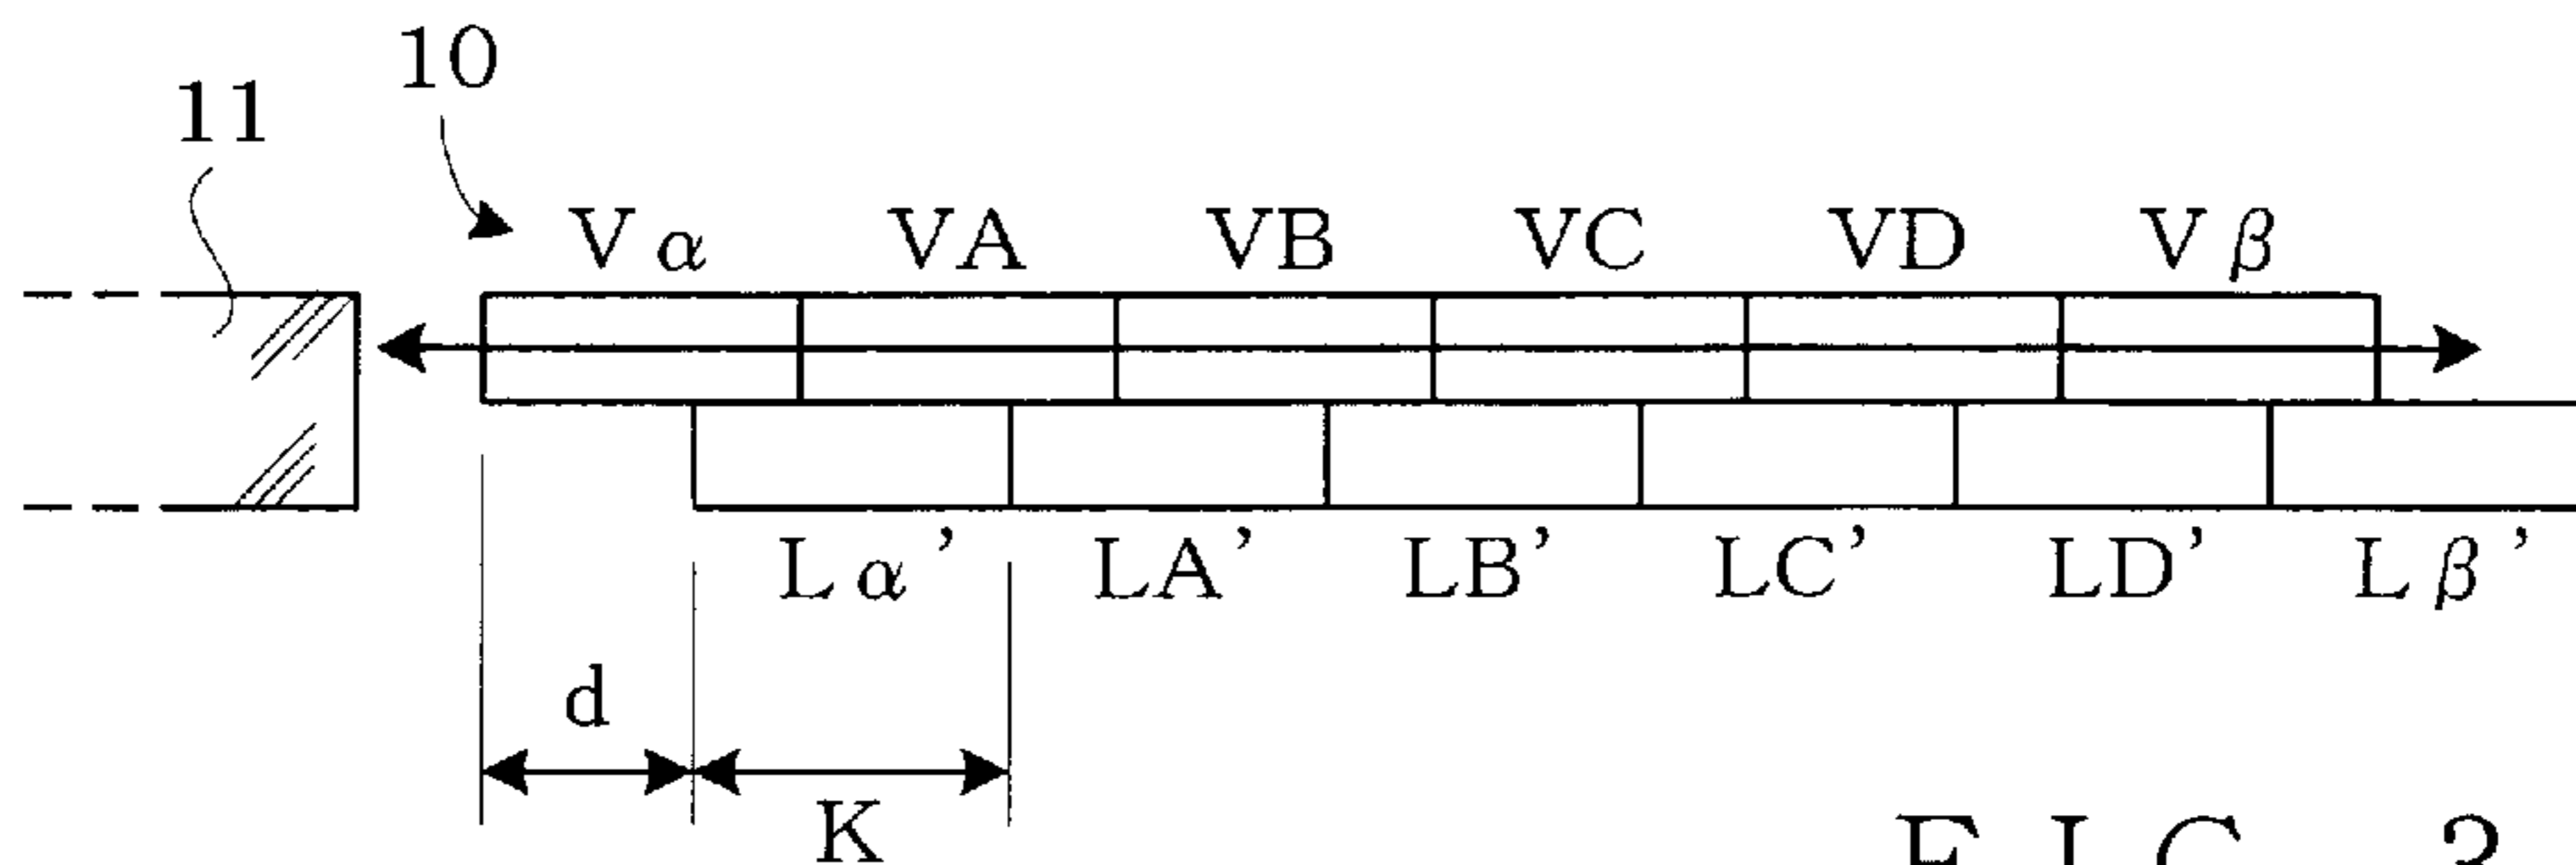 10
11
Vα VA VB VC VD Vβ
Lα' LA' LB' LC' LD' Lβ'
d
K